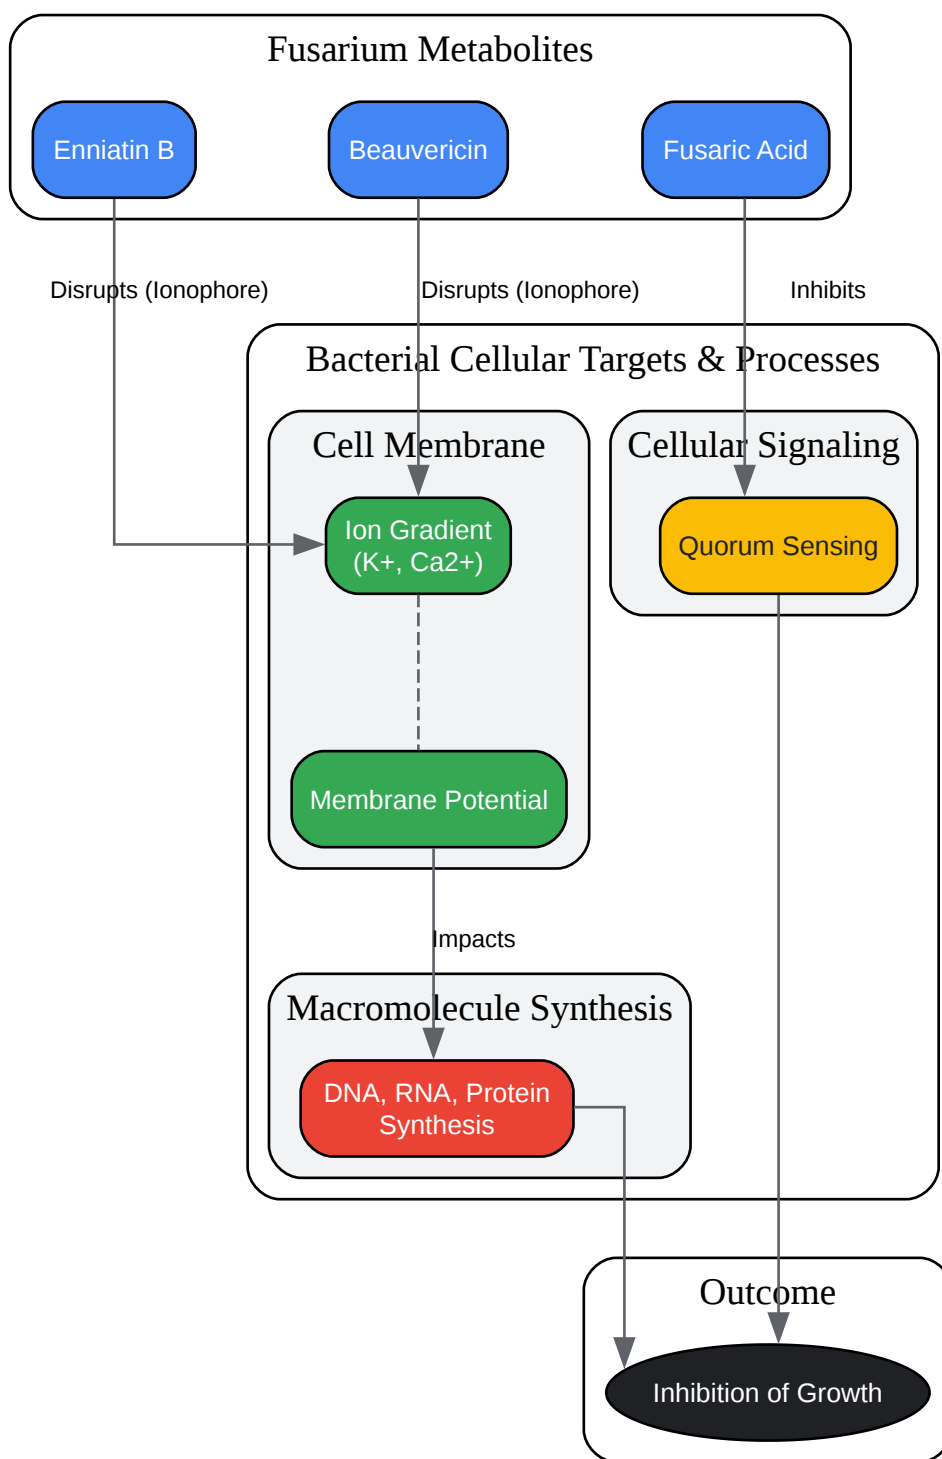 Fusarium Metabolites
Enniatin B
Beauvericin
Fusaric Acid
Disrupts (Ionophore)
Disrupts (Ionophore)
Inhibits
Bacterial Cellular Targets & Processes
Cell Membrane
Cellular Signaling
Ion Gradient
(K+, Ca2+)
Quorum Sensing
Membrane Potential
Impacts
Macromolecule Synthesis
DNA, RNA, Protein
Synthesis
Outcome
Inhibition of Growth